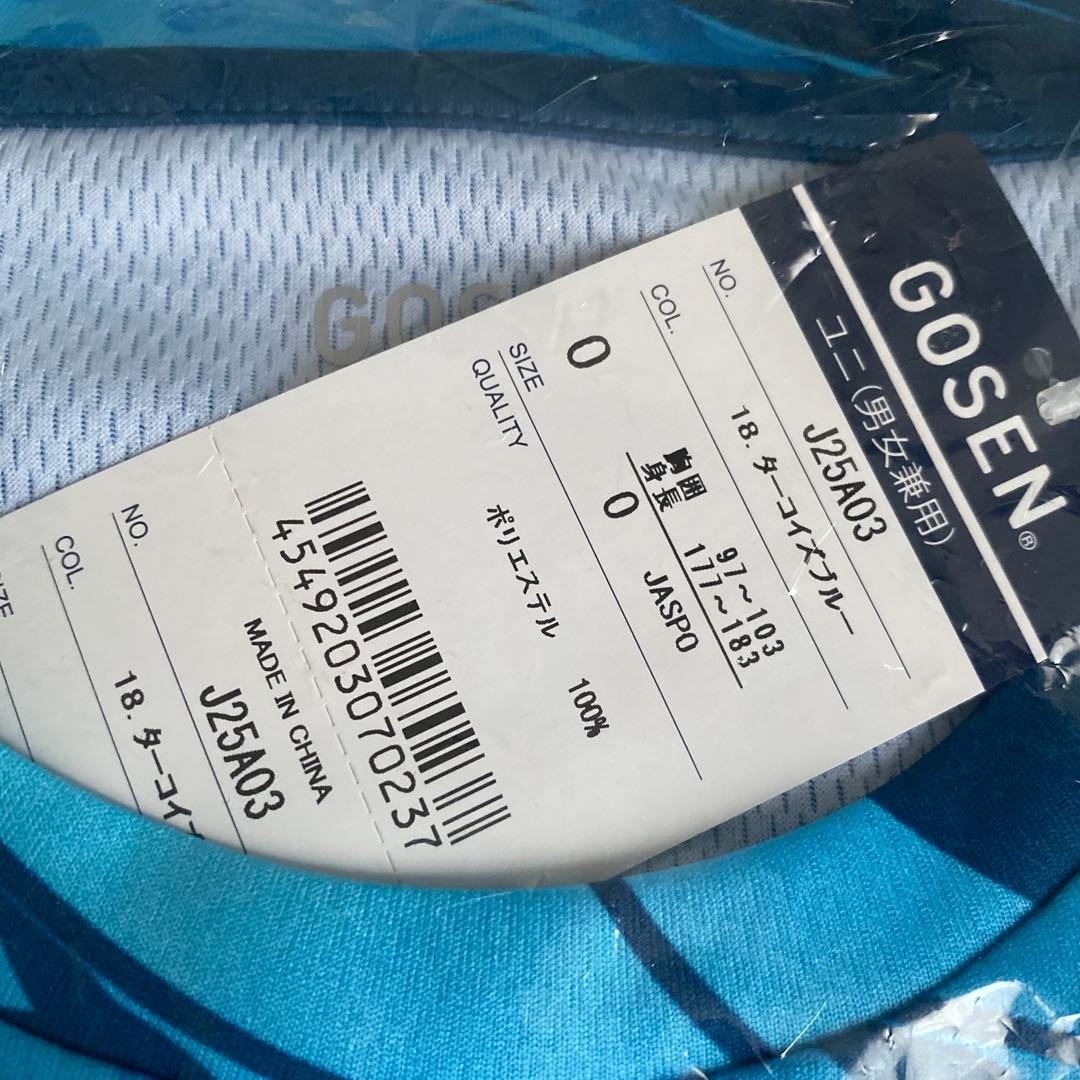 GOSEN®
ユニ(男女兼用)
NO.
J25A03
COL.
18.ターコイズブルー
SIZE
O
胸囲 97～103
身長 177～183
O JASPO
QUALITY
ポリエステル 100%
4549203070237
MADE IN CHINA
NO.
J25A03
COL.
18.ターコイ
GOS